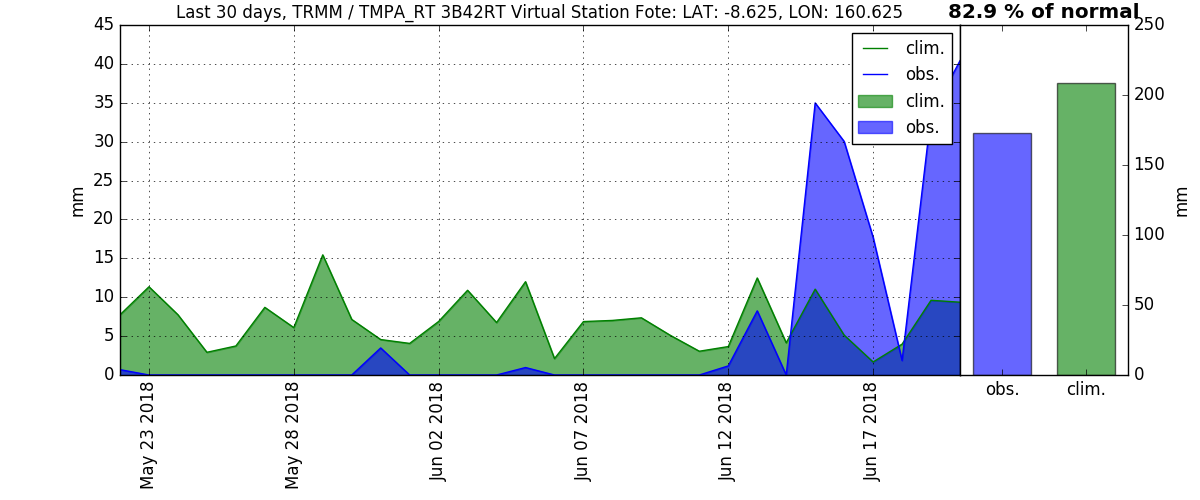 Last 30 days, TRMM / TMPA_RT 3B42RT Virtual Station Fote: LAT: -8.625, LON: 160.625
82.9 % of normal
45
40
35
30
25
20
15
10
5
0
mm
clim.
obs.
clim.
obs.
May 23 2018
May 28 2018
Jun 02 2018
Jun 07 2018
Jun 12 2018
Jun 17 2018
250
200
150
100
50
0
mm
obs.
clim.